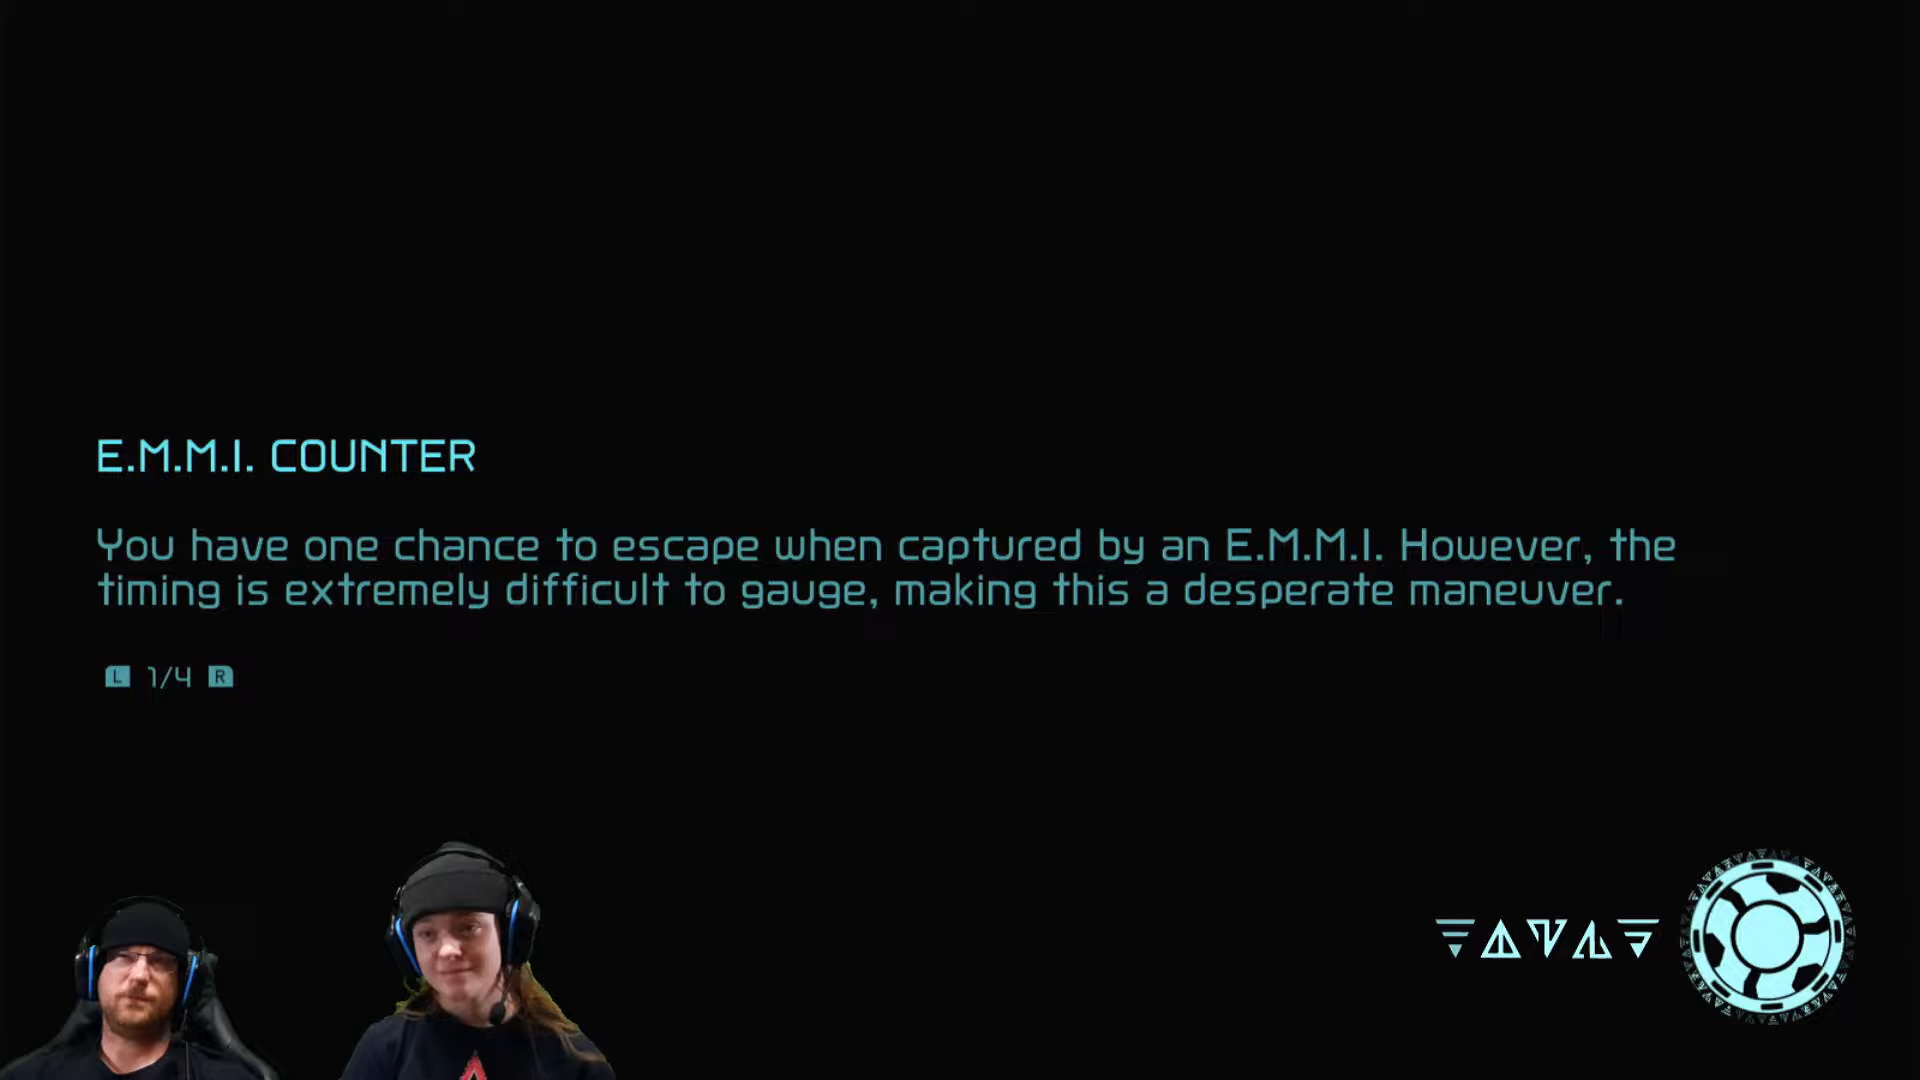 E.M.M.I. COUNTER
You have one chance to escape when captured by an E.M.M.I. However, the
timing is extremely difficult to gauge, making this a desperate maneuver.
L 1/4 R